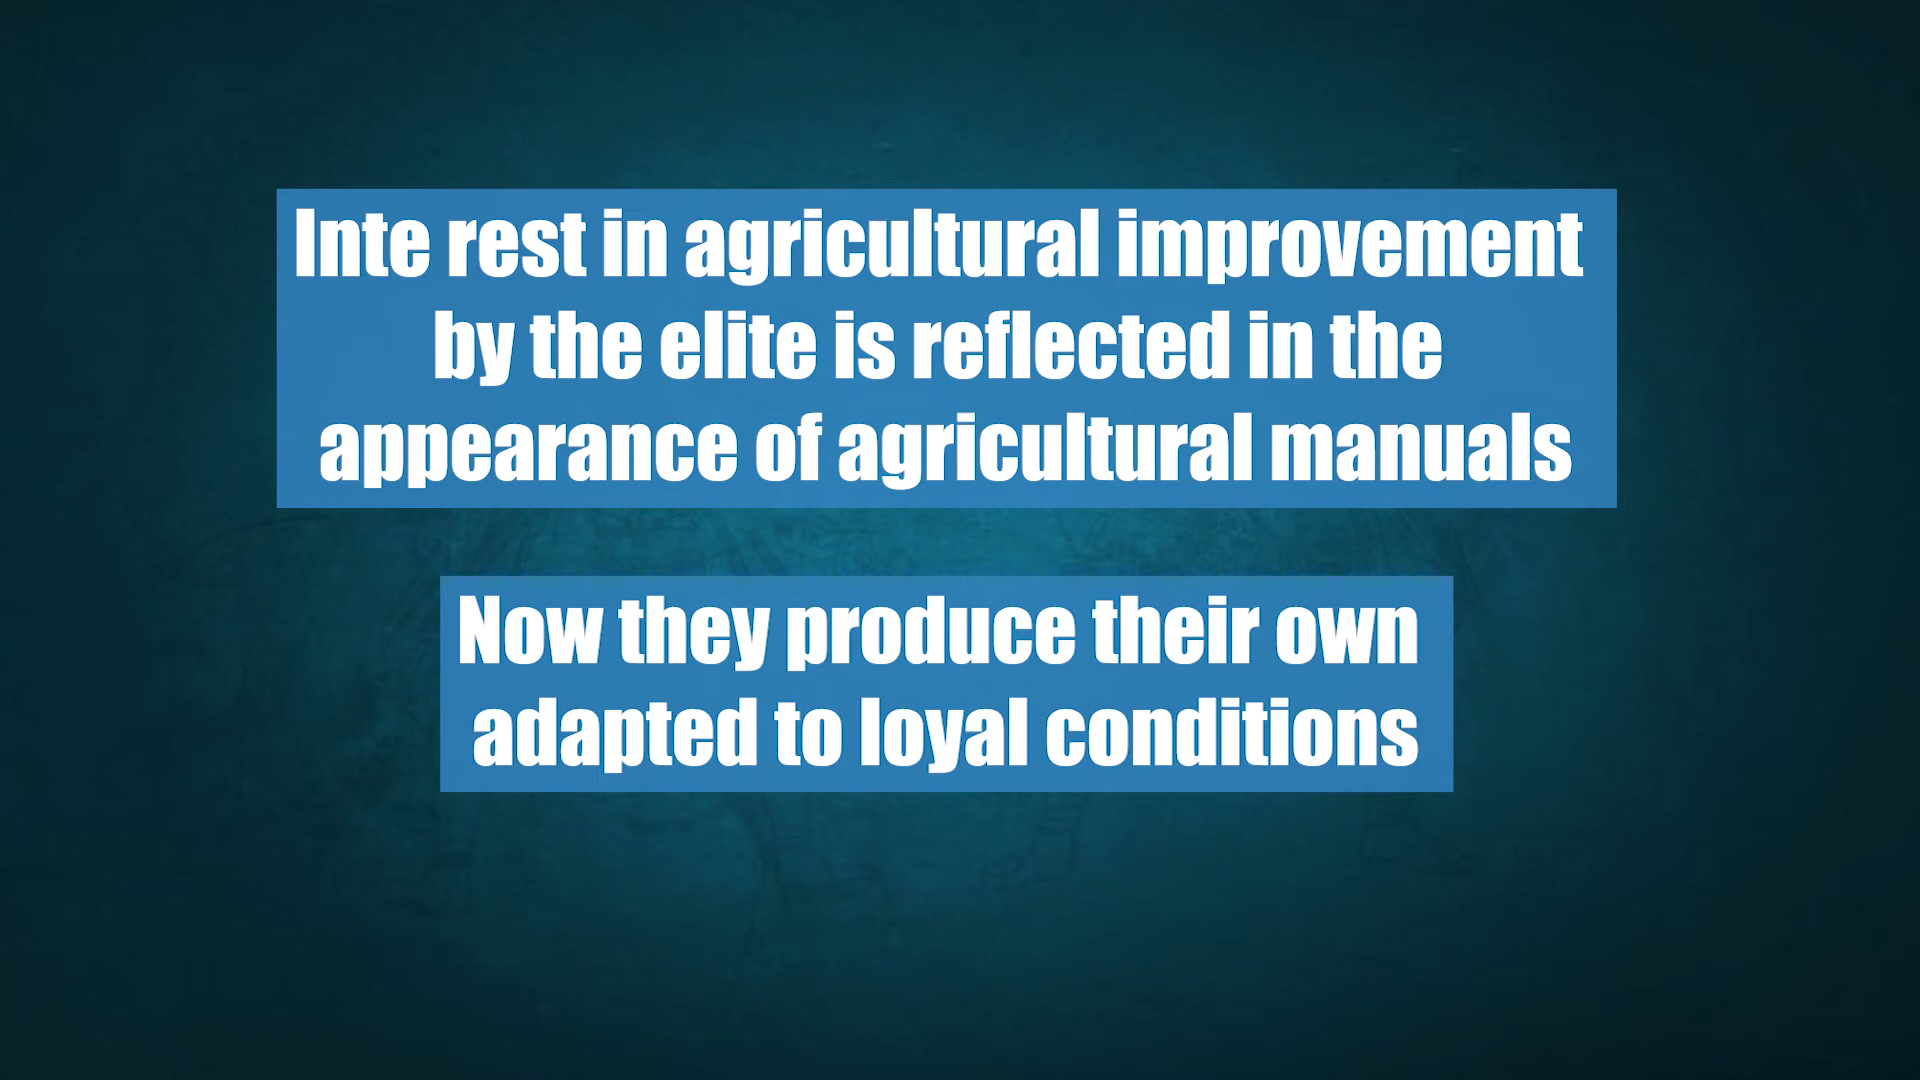 Inte rest in agricultural improvement
by the elite is reflected in the
appearance of agricultural manuals
Now they produce their own
adapted to loyal conditions